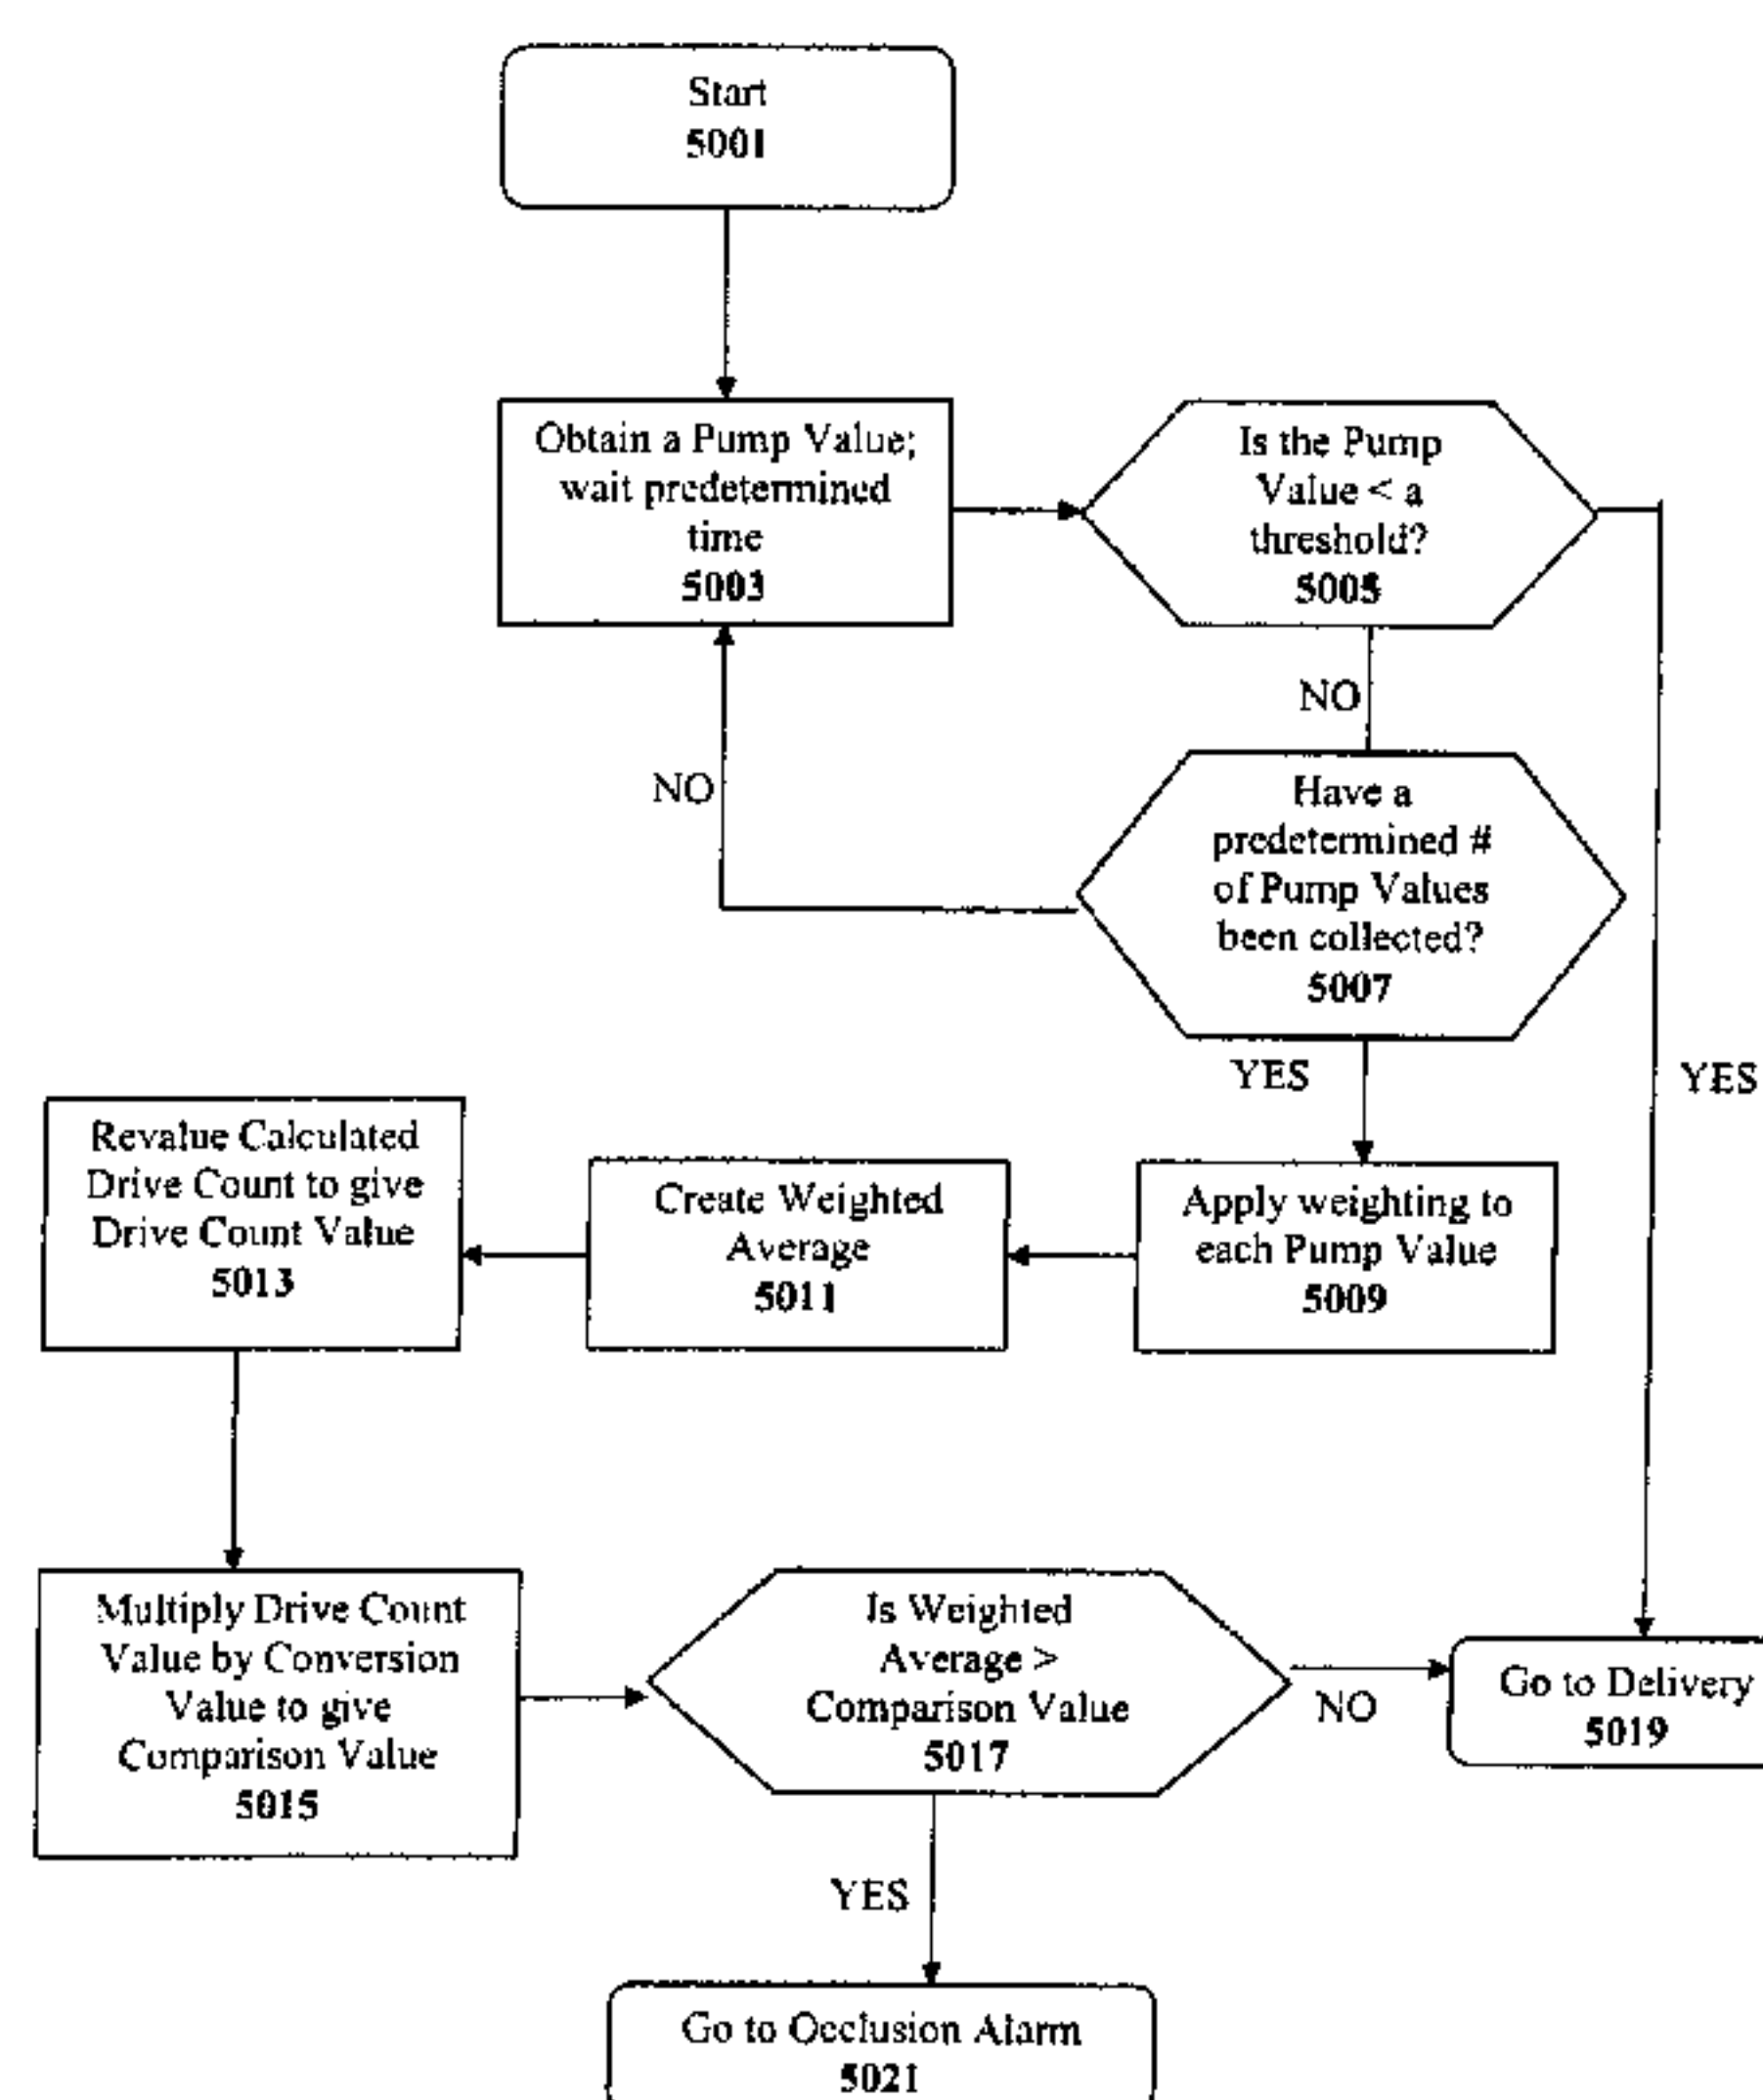 Start
5001
Obtain a Pump Value;
wait predetermined
time
5003
Is the Pump
Value < a
threshold?
5005
NO
NO
Have a
predetermined #
of Pump Values
been collected?
5007
YES
YES
Revalue Calculated
Drive Count to give
Drive Count Value
5013
Create Weighted
Average
5011
Apply weighting to
each Pump Value
5009
Multiply Drive Count
Value by Conversion
Value to give
Comparison Value
5015
Is Weighted
Average >
Comparison Value
5017
NO
Go to Delivery
5019
YES
Go to Occlusion Alarm
5021